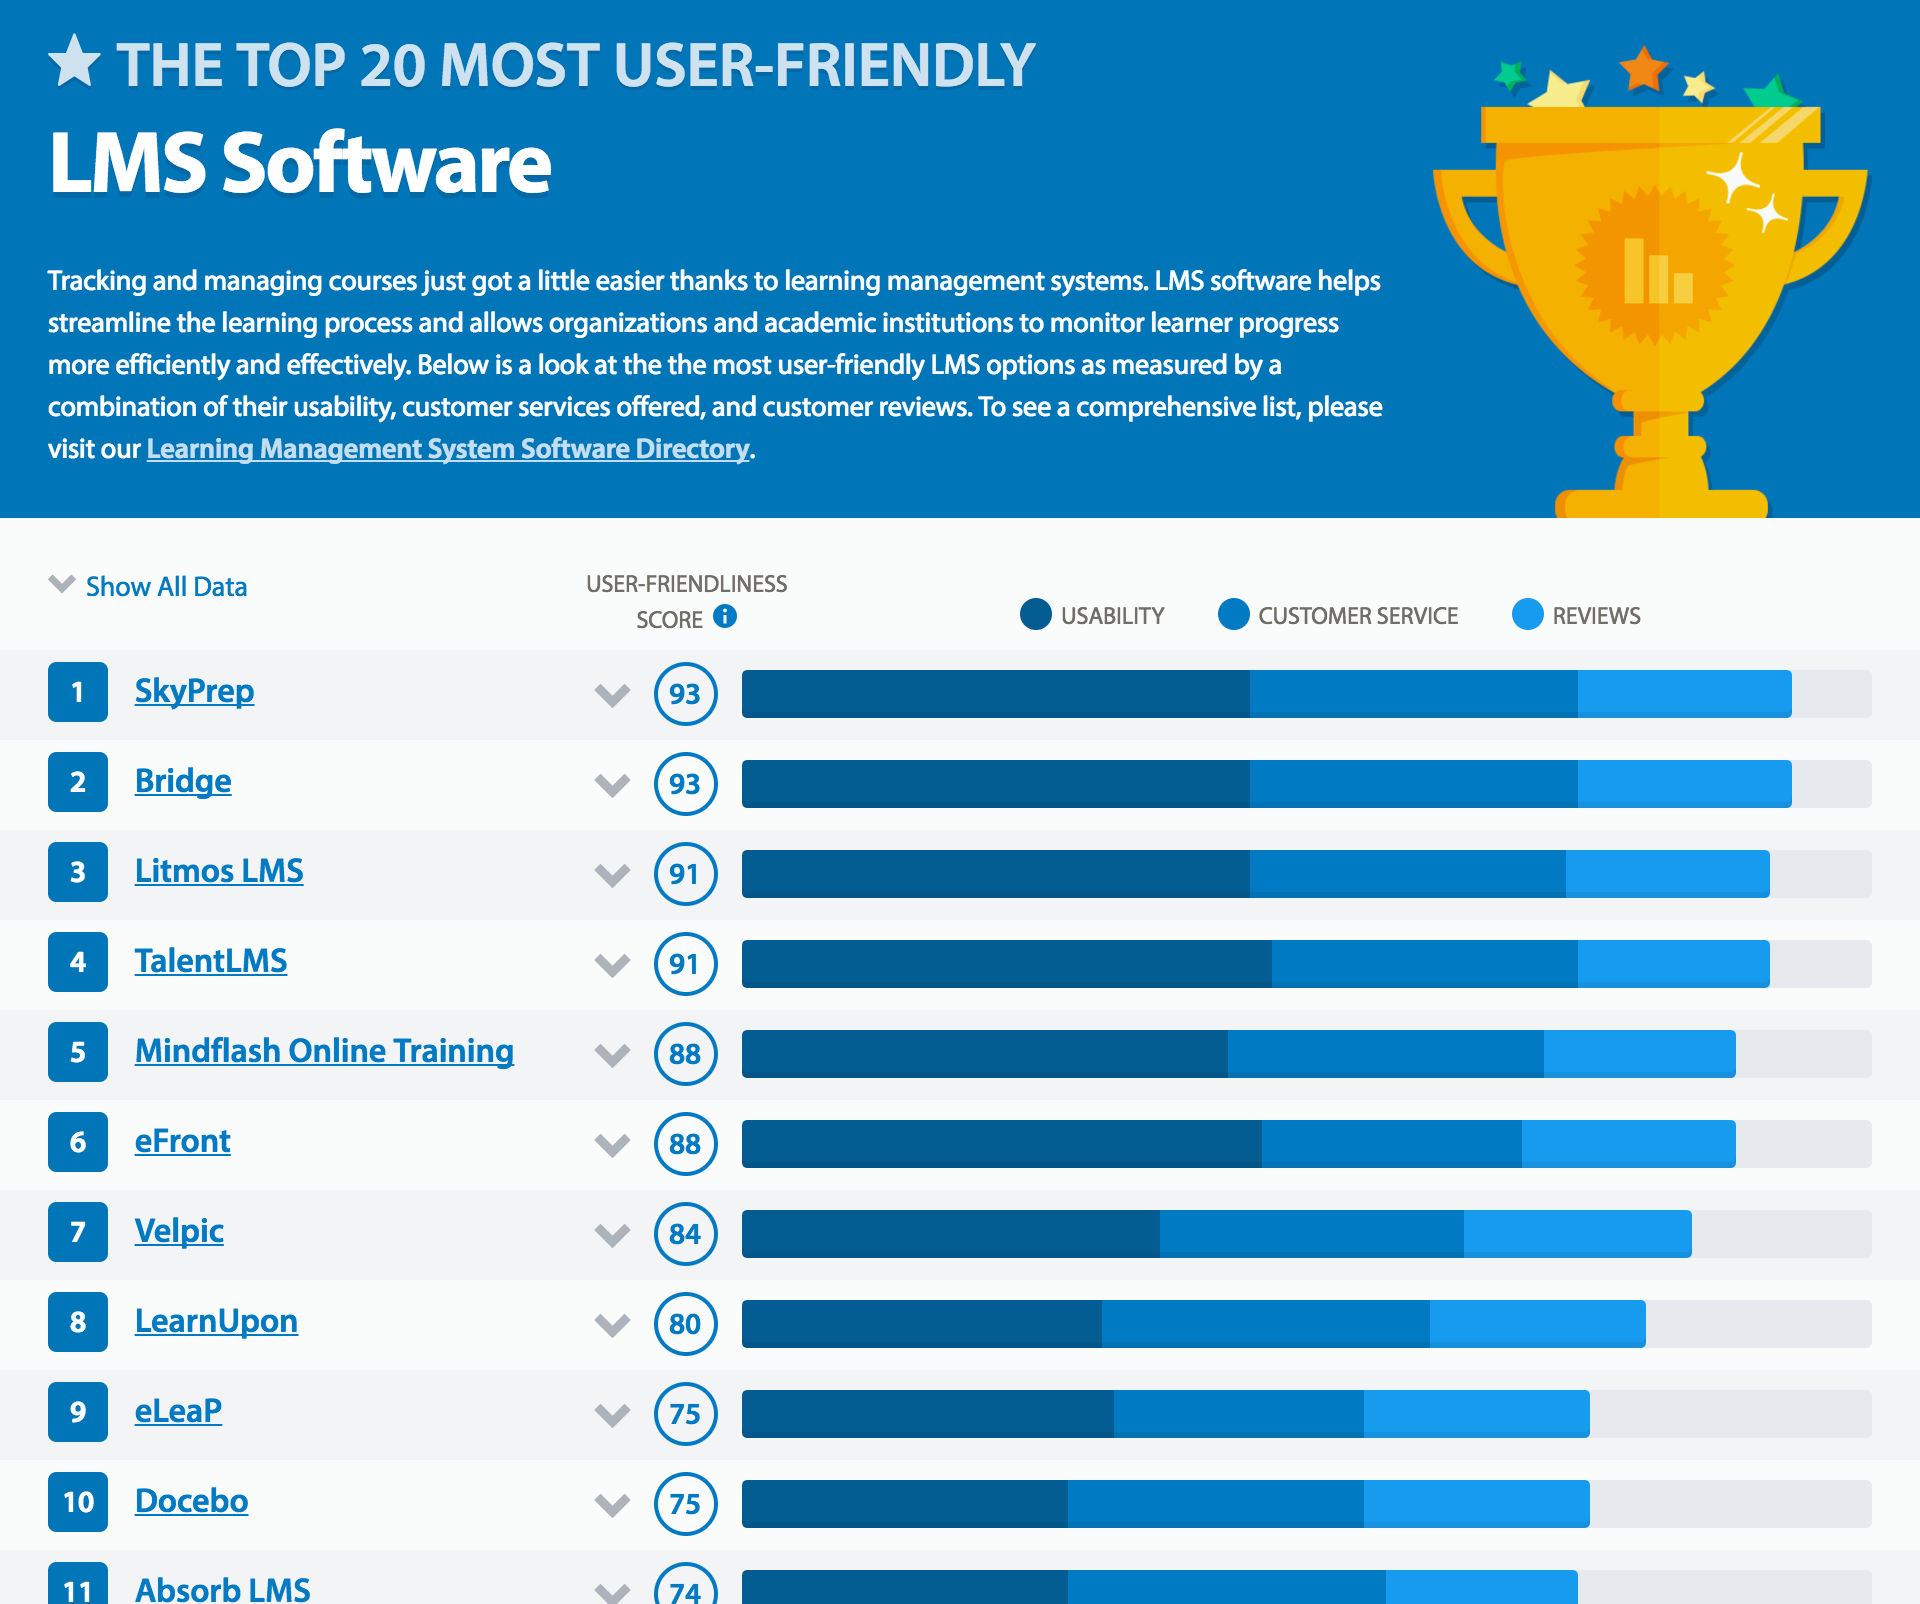 THE TOP 20 MOST USER-FRIENDLY
LMS Software
Tracking and managing courses just got a little easier thanks to learning management systems. LMS software helps
streamline the learning process and allows organizations and academic institutions to monitor learner progress
more efficiently and effectively. Below is a look at the the most user-friendly LMS options as measured by a
combination of their usability, customer services offered, and customer reviews. To see a comprehensive list, please
visit our Learning Management System Software Directory.
Show All Data
USER-FRIENDLINESS
SCORE i
USABILITY CUSTOMER SERVICE REVIEWS
1 SkyPrep 93
2 Bridge 93
3 Litmos LMS 91
4 TalentLMS 91
5 Mindflash Online Training 88
6 eFront 88
7 Velpic 84
8 LearnUpon 80
9 eLeaP 75
10 Docebo 75
11 Absorb LMS 74